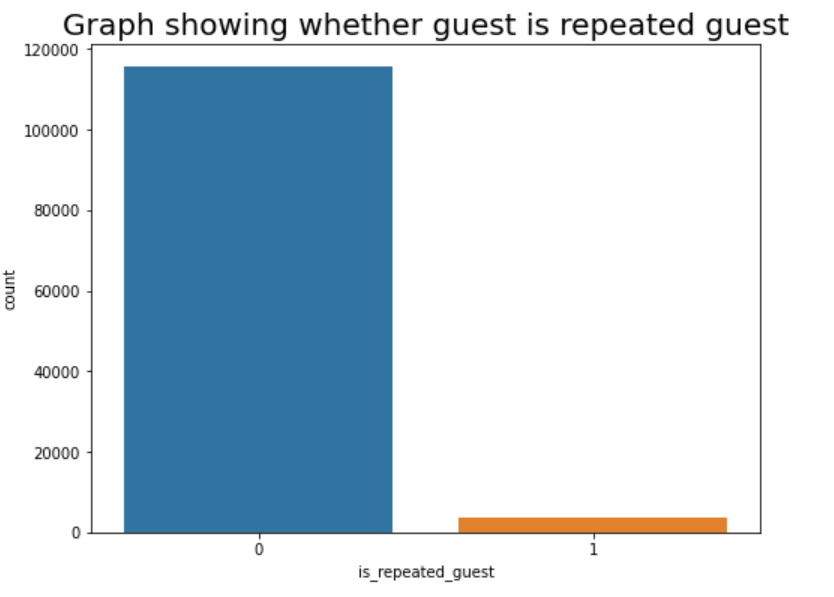 Graph showing whether guest is repeated guest
120000
100000
80000
60000
40000
20000
0
count
0 1
is_repeated_guest